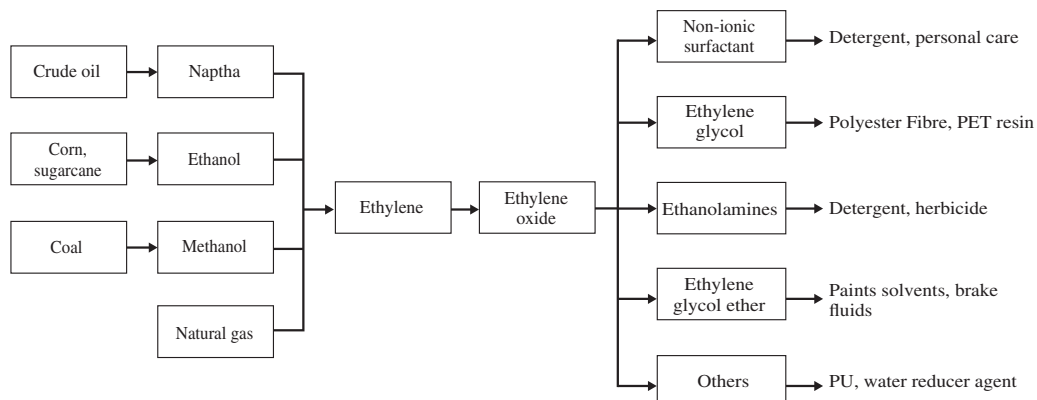 Crude oil
Naptha
Corn,
sugarcane
Ethanol
Coal
Methanol
Natural gas
Ethylene
Ethylene
oxide
Non-ionic
surfactant
Detergent, personal care
Ethylene
glycol
Polyester Fibre, PET resin
Ethanolamines
Detergent, herbicide
Ethylene
glycol ether
Paints solvents, brake
fluids
Others
PU, water reducer agent